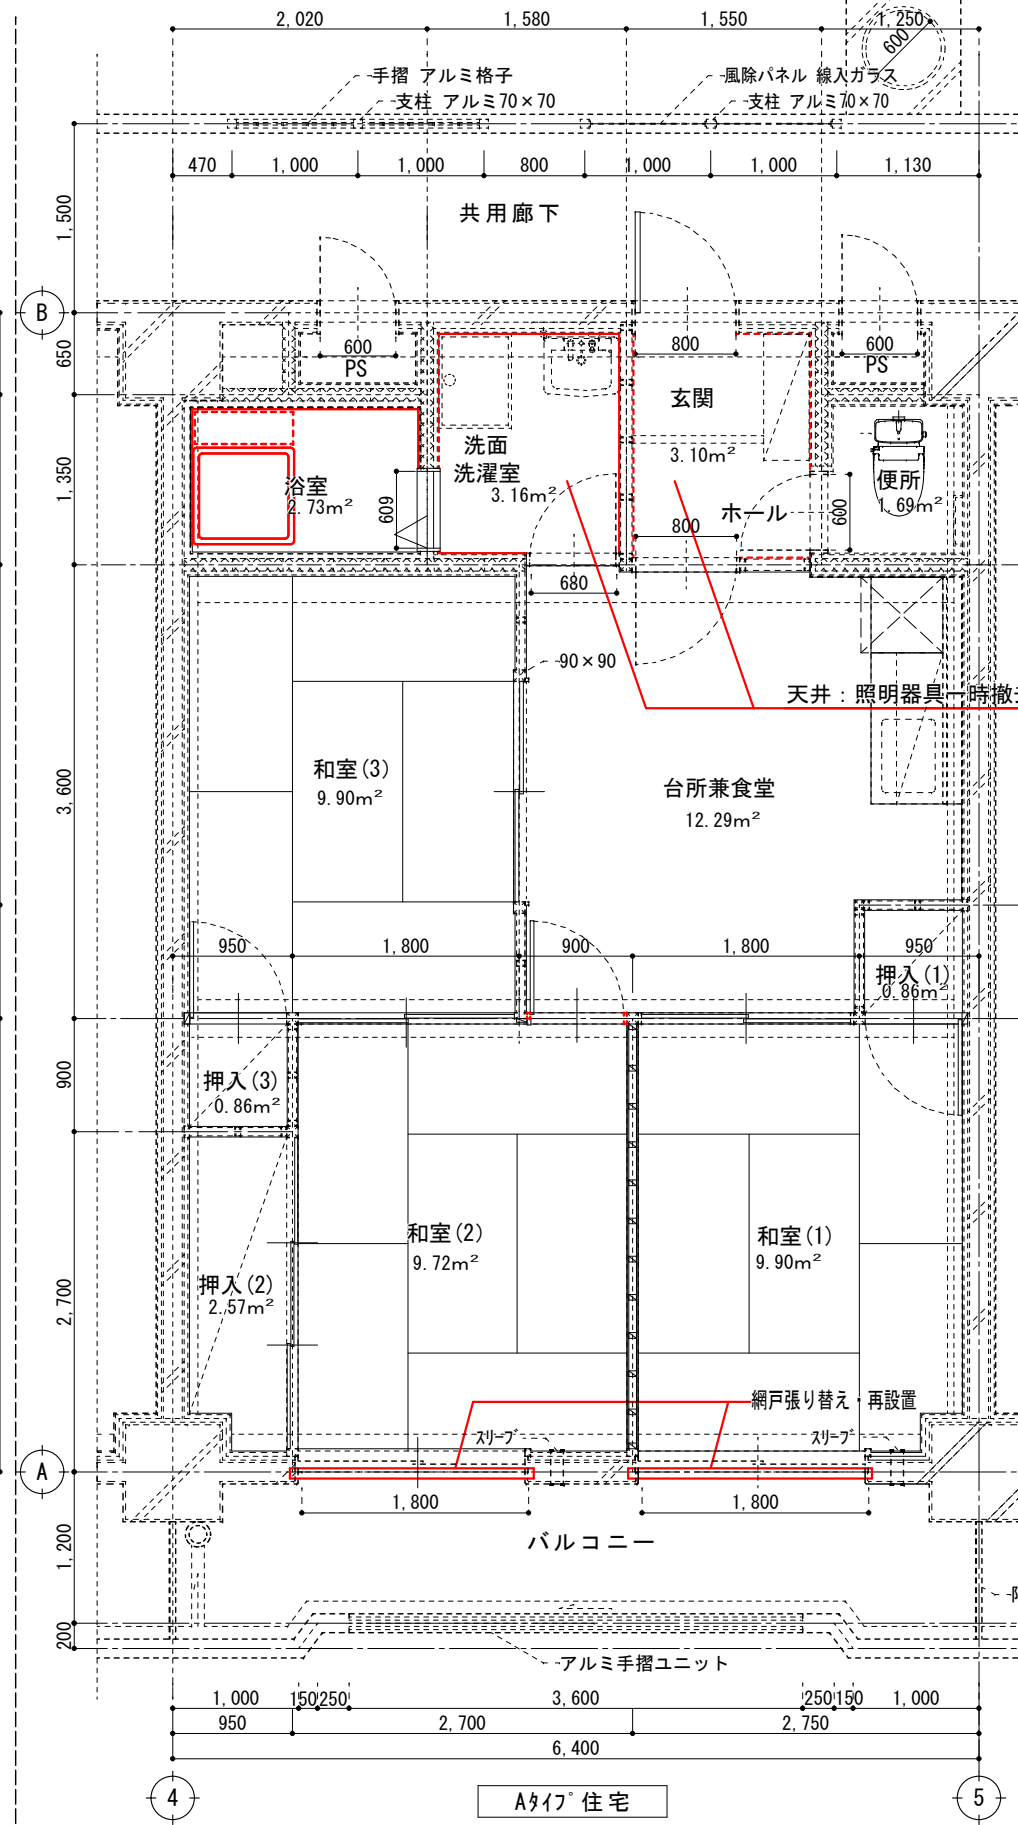 2,020
1,580
1,550
1,250
600
手摺 アルミ格子
支柱 アルミ70×70
風除パネル 線入ガラス
支柱 アルミ70×70
470
1,000
1,000
800
1,000
1,000
1,130
1,500
共用廊下
B
650
600
PS
800
600
PS
玄関
3.10m²
洗面
洗濯室
3.16m²
浴室
2.73m²
609
1,350
便所
1.69m²
ホール
600
800
680
90×90
天井：照明器具一時撤
和室(3)
9.90m²
台所兼食堂
12.29m²
3,600
950
1,800
900
1,800
950
押入(1)
0.86m²
押入(3)
0.86m²
900
和室(2)
9.72m²
和室(1)
9.90m²
押入(2)
2.57m²
2,700
網戸張り替え・再設置
ｽﾘｰﾌﾞ
ｽﾘｰﾌﾞ
A
1,800
1,800
バルコニー
1,200
200
アルミ手摺ユニット
1,000
150
250
3,600
250
150
1,000
950
2,700
2,750
6,400
4
Aﾀｲﾌﾟ住宅
5